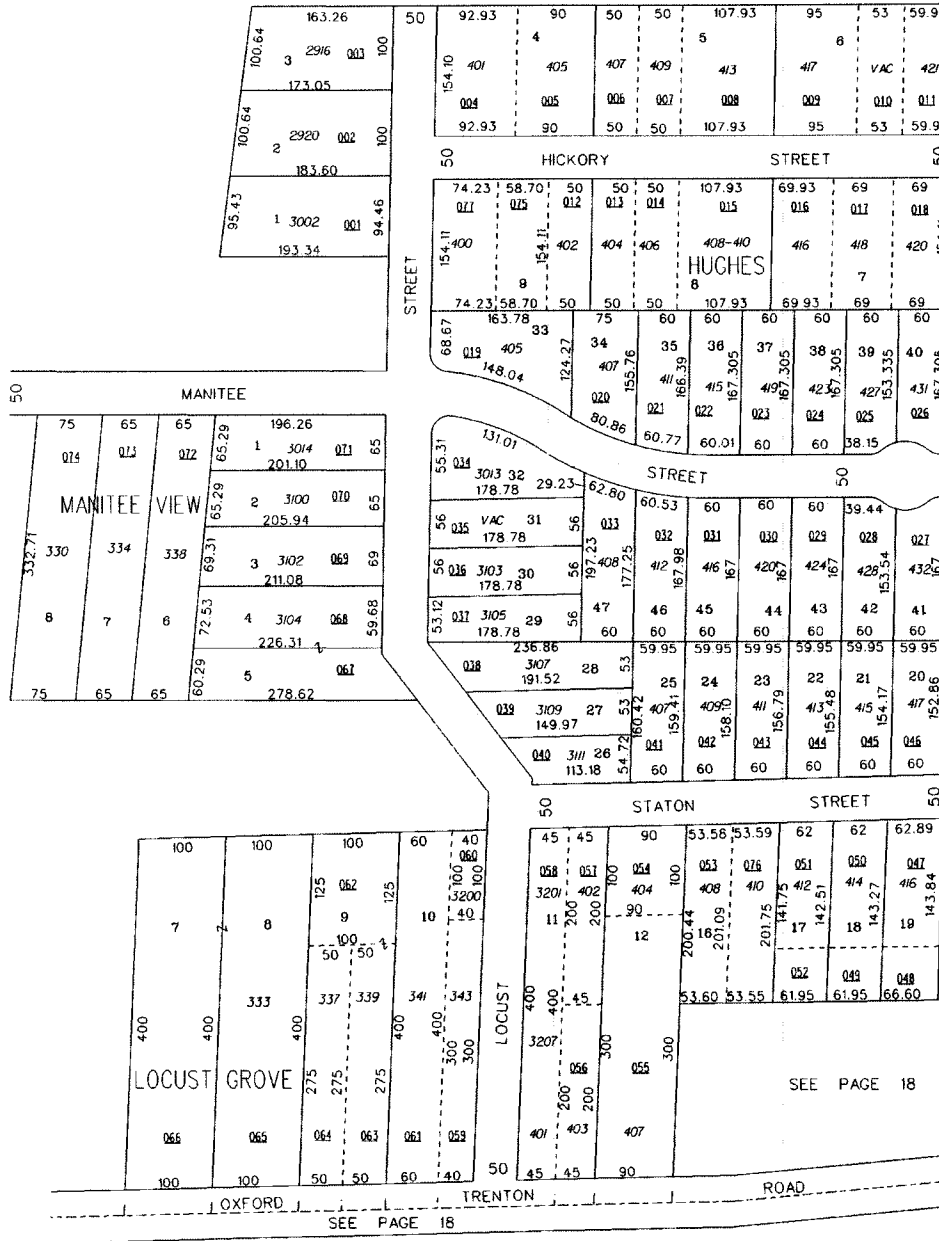 163.26 50 92.93 90 50 50 107.93 95 53 59.9
100.64 3 2916 003 100 154.10 4 5 6
401 405 407 409 413 417 VAC 421
173.05 004 005 006 007 008 009 010 011
100.64 2 2920 002 100 92.93 90 50 50 107.93 95 53 59.9
183.60 50 HICKORY STREET 50
95.43 1 3002 001 94.46 74.23 58.70 50 50 50 107.93 69.93 69 69
193.34 077 075 012 013 014 015 016 017 018
STREET 154.11 400 154.11 402 404 406 408-410 416 418 420
HUGHES
9 8 7
74.23 58.70 50 50 50 107.93 69.93 69 69
163.78 33 75 60 60 60 60 60 60
68.67 019 405 124.27 34 407 155.76 35 411 166.39 36 415 167.305 37 419 167.305 38 423 167.305 39 427 153.335 40 431 167.305
148.04 020 021 022 023 024 025 026
50 MANITEE 80.86 60.77 60.01 60 60 38.15
75 65 65 65.29 196.26 131.01 STREET 50
074 073 072 1 3014 071 65 55.31 034
201.10 3013 32 29.23 62.80 60.53 60 60 60 39.44
MANITEE VIEW 65.29 2 3100 070 65 178.78
205.94 56 035 VAC 31 56 033 032 031 030 029 028 027
332.71 330 334 338 178.78
69.31 3 3102 069 69 56 036 3103 30 56 197.23 408 177.25 412 167.98 416 167 420 167 424 167 428 153.54 432 167
211.08 178.78
8 7 6 72.53 4 3104 068 59.68 53.12 037 3105 29 56 47 46 45 44 43 42 41
226.31 Z 178.78 60 60 60 60 60 60
60.29 5 067 236.86 59.95 59.95 59.95 59.95 59.95
75 65 65 278.62 038 3107 28 53 25 24 23 22 21 20
191.52
039 3109 27 53 160.42 407 159.41 409 158.10 411 156.79 413 155.48 415 154.17 417 152.86
149.97
040 3111 26 54.72 041 042 043 044 045 046
113.18 60 60 60 60 60
50 STATON STREET 50
100 100 100 60 40 45 45 90 53.58 53.59 62 62 62.89
060 058 057 054 053 076 051 050 047
062 125 125 100 100 3200 3201 402 100 404 100 408 410 412 414 416
7 Z 8 9 10 40 11 200 200 90 200.44 16 201.09 201.75 141.75 142.51 143.27 143.84
100 Z 12 17 18 19
50 50 052 049 048
333 337 339 341 343 400 400 45 53.60 53.55 61.95 61.95 66.60
400 400 400 400 LOCUST 3207 300 300
300 300 056 055
LOCUST GROVE 275 275 275 200 200 SEE PAGE 18
066 065 064 063 061 059 401 403 407
100 100 50 50 60 40 50 45 45 90
OXFORD TRENTON ROAD
SEE PAGE 18